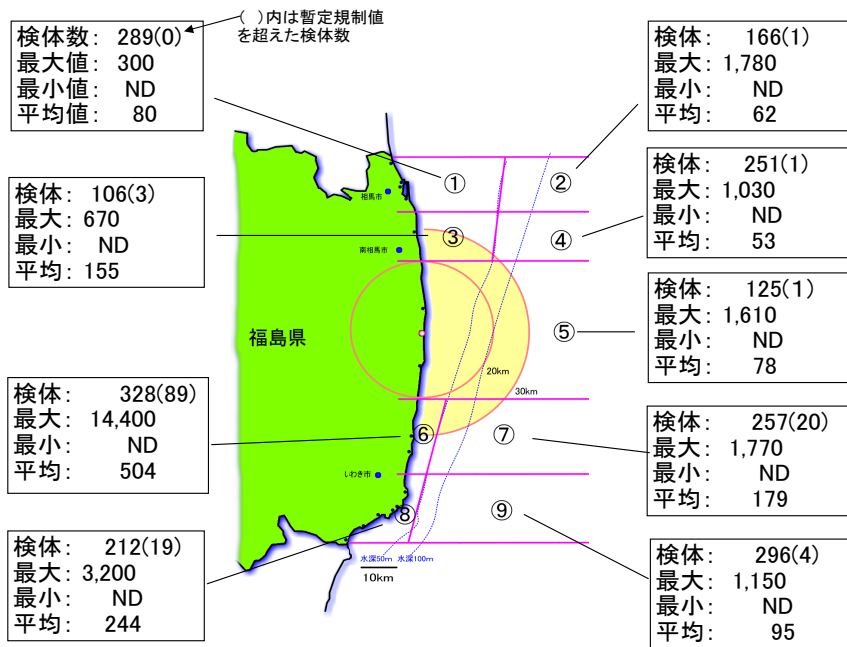 検体数： 289(0)
最大値： 300
最小値： ND
平均値： 80
( )内は暫定規制値
を超えた検体数
検体： 166(1)
最大： 1,780
最小： ND
平均： 62
検体： 106(3)
最大： 670
最小： ND
平均： 155
検体： 251(1)
最大： 1,030
最小： ND
平均： 53
検体： 125(1)
最大： 1,610
最小： ND
平均： 78
検体： 328(89)
最大： 14,400
最小： ND
平均： 504
検体： 257(20)
最大： 1,770
最小： ND
平均： 179
検体： 212(19)
最大： 3,200
最小： ND
平均： 244
検体： 296(4)
最大： 1,150
最小： ND
平均： 95
①
②
相馬市
③
④
南相馬市
福島県
⑤
20km
30km
⑥
⑦
いわき市
⑧
⑨
水深50m 水深100m
10km